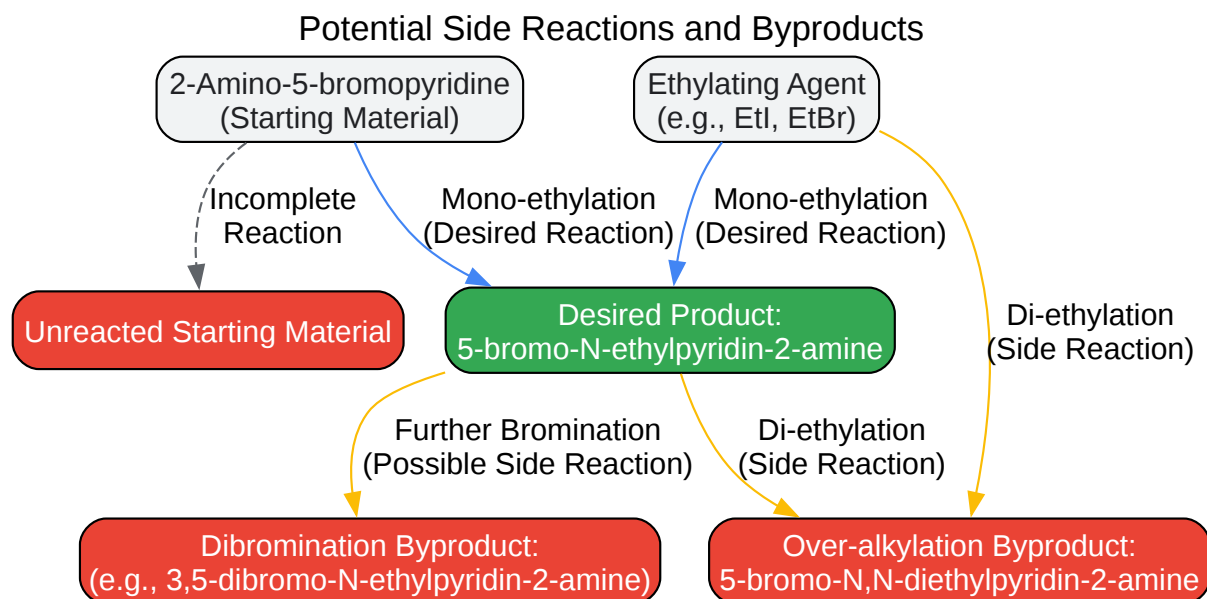 Potential Side Reactions and Byproducts
2-Amino-5-bromopyridine
(Starting Material)
Ethylating Agent
(e.g., EtI, EtBr)
Incomplete
Reaction
Mono-ethylation
(Desired Reaction)
Mono-ethylation
(Desired Reaction)
Di-ethylation
(Side Reaction)
Unreacted Starting Material
Desired Product:
5-bromo-N-ethylpyridin-2-amine
Further Bromination
(Possible Side Reaction)
Di-ethylation
(Side Reaction)
Dibromination Byproduct:
(e.g., 3,5-dibromo-N-ethylpyridin-2-amine)
Over-alkylation Byproduct:
5-bromo-N,N-diethylpyridin-2-amine